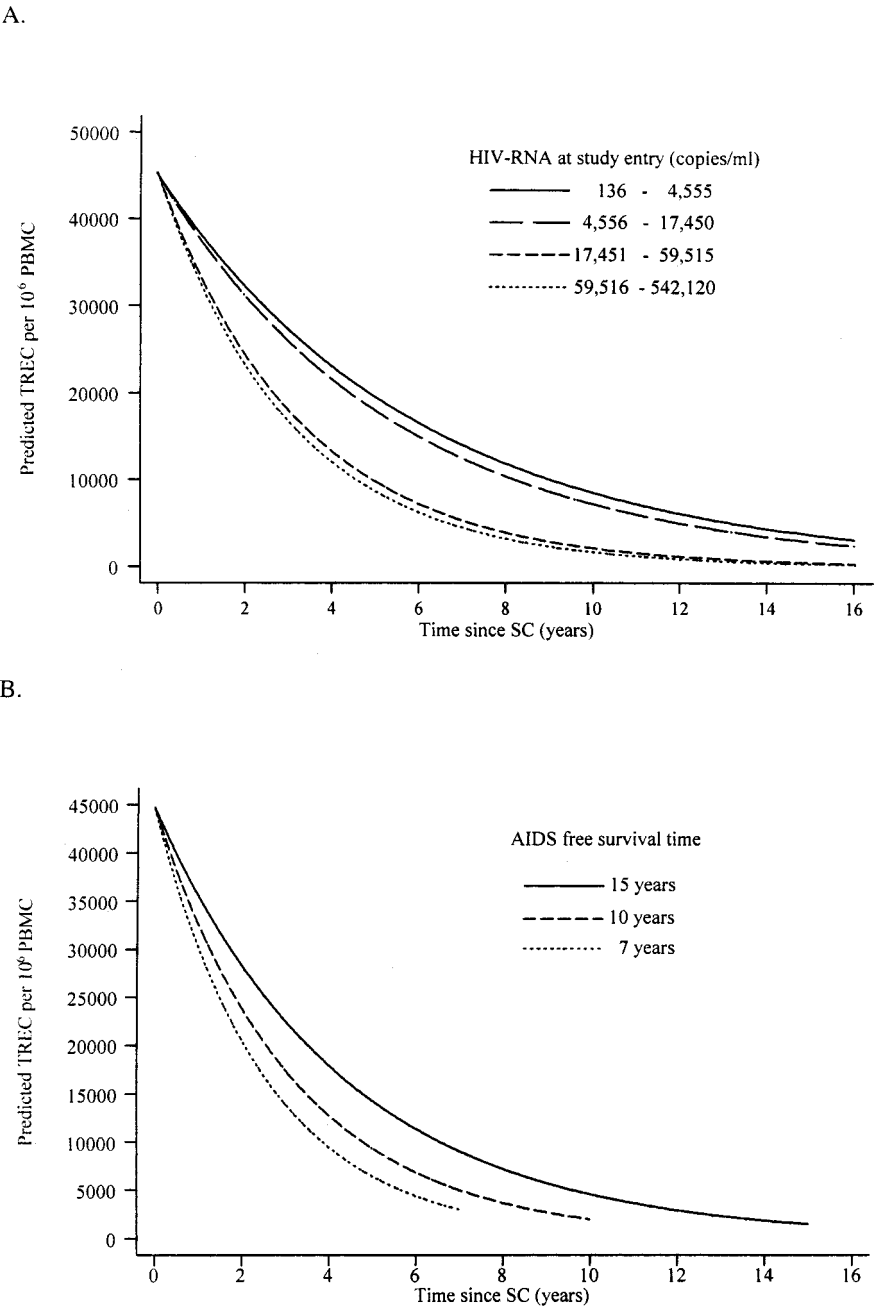 A.
50000
40000
30000
20000
10000
0
Predicted TREC per 10⁶ PBMC
HIV-RNA at study entry (copies/ml)
136 - 4,555
4,556 - 17,450
17,451 - 59,515
59,516 - 542,120
0 2 4 6 8 10 12 14 16
Time since SC (years)
B.
45000
40000
35000
30000
25000
20000
15000
10000
5000
0
Predicted TREC per 10⁶ PBMC
AIDS free survival time
15 years
10 years
7 years
0 2 4 6 8 10 12 14 16
Time since SC (years)